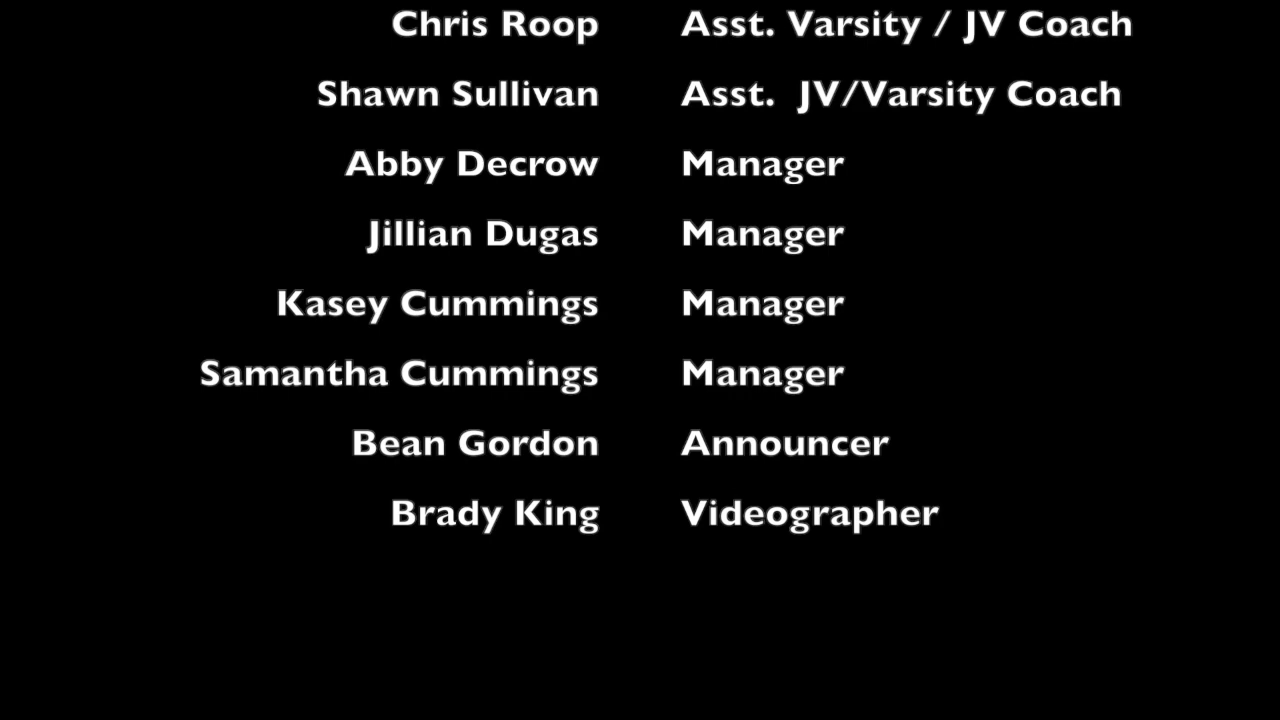 Chris Roop Asst. Varsity / JV Coach
Shawn Sullivan Asst.  JV/Varsity Coach
Abby Decrow Manager
Jillian Dugas Manager
Kasey Cummings Manager
Samantha Cummings Manager
Bean Gordon Announcer
Brady King Videographer